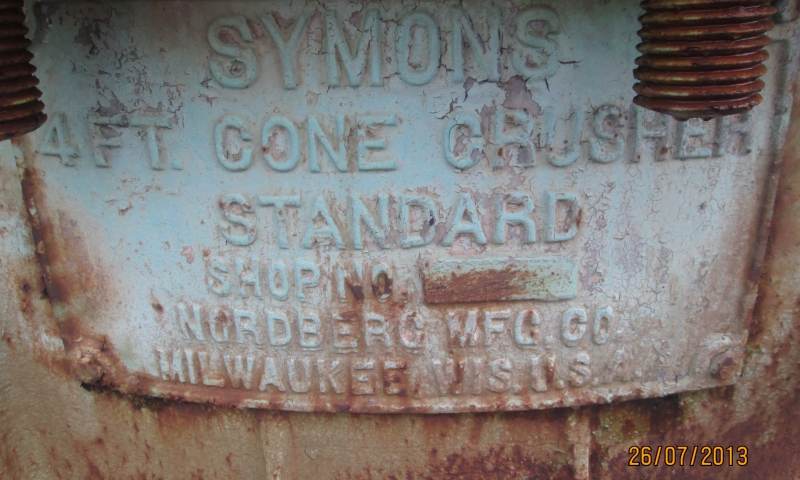 SYMONS
4 FT. CONE CRUSHER
STANDARD
SHOP NO.
NORDBERG MFG. CO
MILWAUKEE, WIS. U.S.A.
26/07/2013